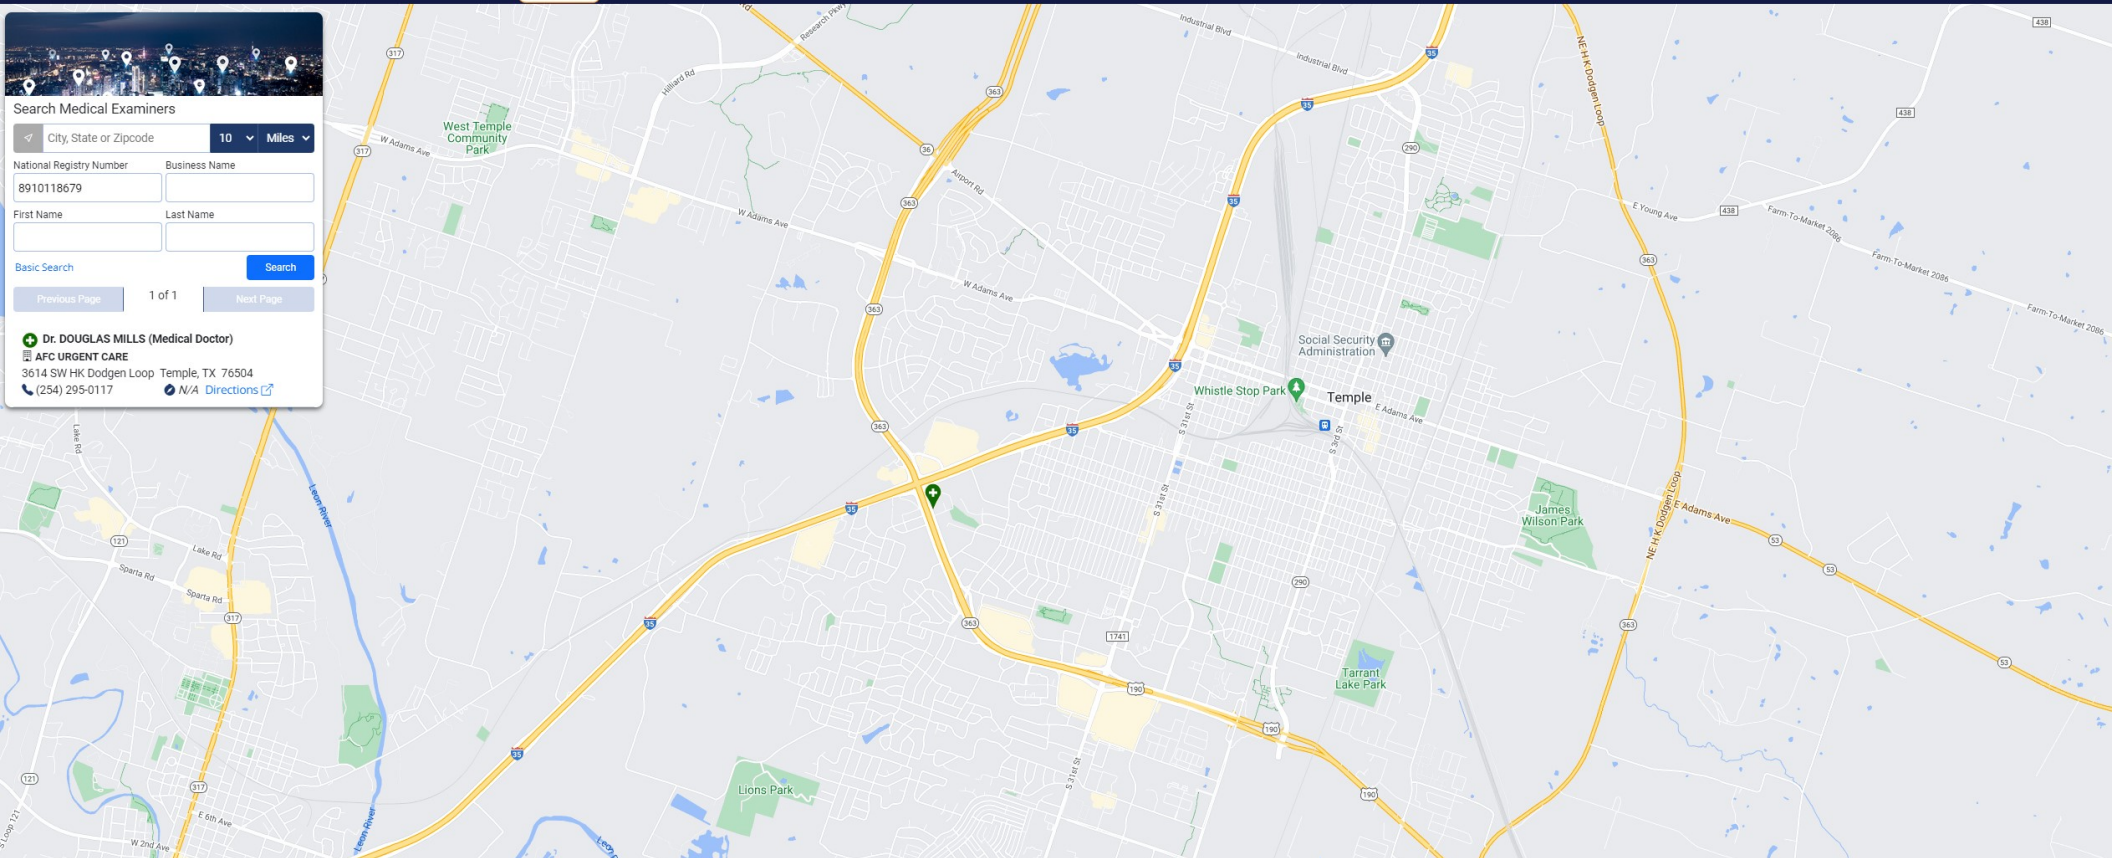 Search Medical Examiners
City, State or Zipcode 10 Miles
National Registry Number Business Name
8910118679
First Name Last Name
Basic Search Search
Previous Page 1 of 1 Next Page
Dr. DOUGLAS MILLS (Medical Doctor)
AFC URGENT CARE
3614 SW HK Dodgen Loop Temple, TX 76504
(254) 295-0117 N/A Directions
Research Pkwy
Industrial Blvd
Industrial Blvd
NE H K Dodgen Loop
438
317
35
Hilliard Rd
363
35
438
West Temple
Community
Park
W Adams Ave
317
36
290
Airport Rd
363
35
E Young Ave
438
Farm-To-Market 2086
W Adams Ave
363
Farm-To-Market 2086
W Adams Ave
363
Farm-To-Market 2086
Social Security
Administration
35
Whistle Stop Park
Temple
S 31st St
E Adams Ave
Lake Rd
363
35
S 3rd St
Leon River
35
S 31st St
James
Wilson Park
NE H K Dodgen Loop
E Adams Ave
53
121
Lake Rd
Sparta Rd
53
290
Sparta Rd
317
35
363
363
1741
53
Tarrant
Lake Park
190
190
35
121
317
Lions Park
S 31st St
190
E 6th Ave
Leon River
W 2nd Ave
S Loop 121